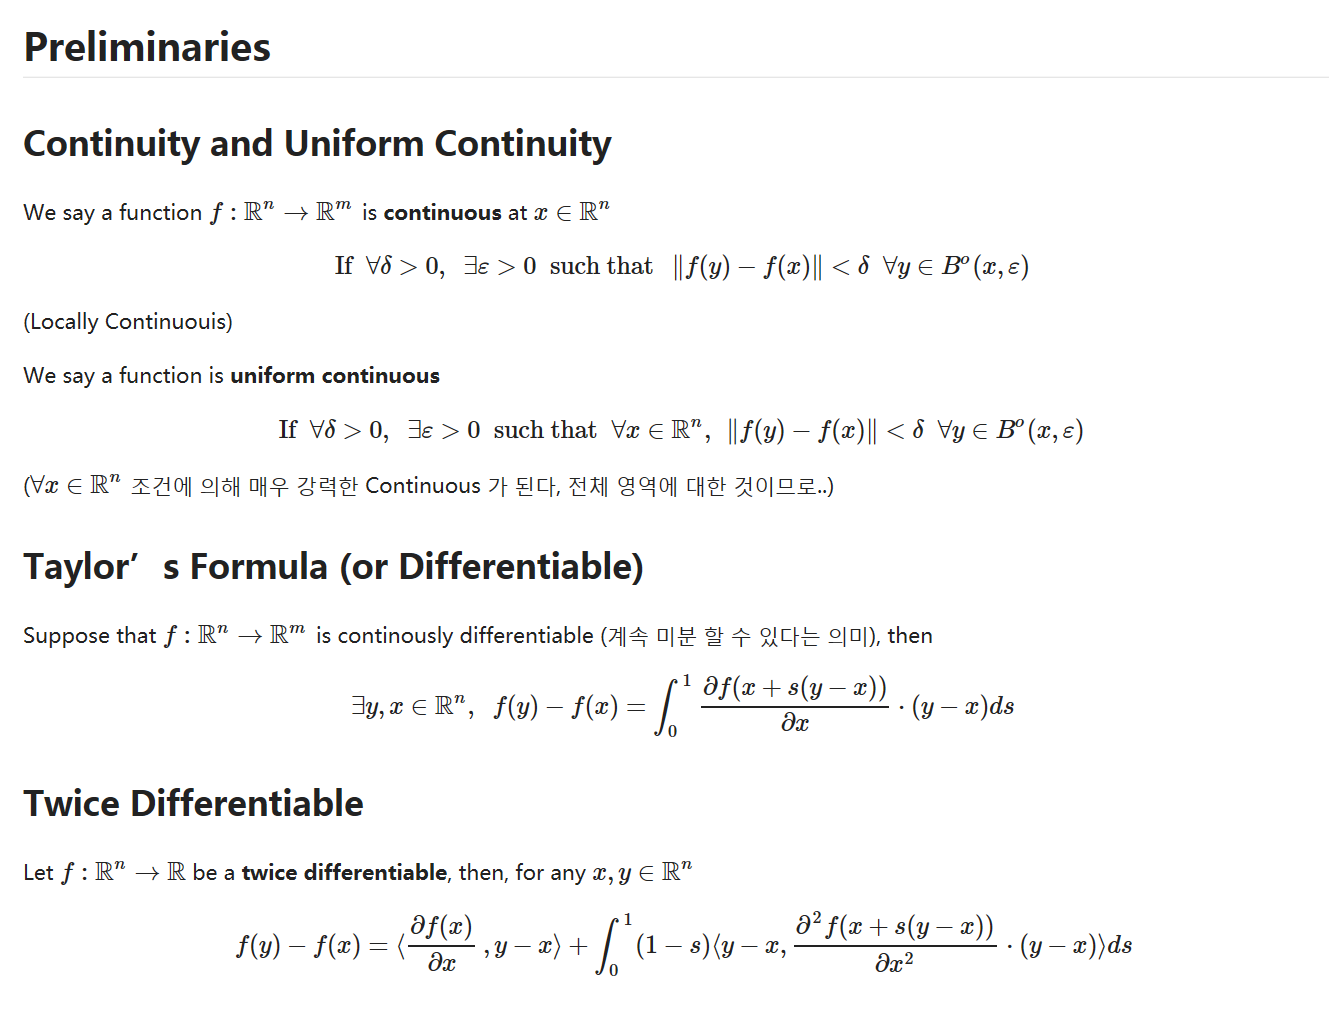 Preliminaries
Continuity and Uniform Continuity
We say a function $f : \mathbb{R}^n \to \mathbb{R}^m$ is continuous at $x \in \mathbb{R}^n$
$\text{If } \forall \delta > 0, \ \exists \varepsilon > 0 \text{ such that } \|f(y) - f(x)\| < \delta \ \forall y \in B^o(x, \varepsilon)$
(Locally Continuouis)
We say a function is uniform continuous
$\text{If } \forall \delta > 0, \ \exists \varepsilon > 0 \text{ such that } \forall x \in \mathbb{R}^n, \ \|f(y) - f(x)\| < \delta \ \forall y \in B^o(x, \varepsilon)$
($\forall x \in \mathbb{R}^n$ 조건에 의해 매우 강력한 Continuous 가 된다, 전체 영역에 대한 것이므로..)
Taylor’s Formula (or Differentiable)
Suppose that $f : \mathbb{R}^n \to \mathbb{R}^m$ is continously differentiable (계속 미분 할 수 있다는 의미), then
$\exists y, x \in \mathbb{R}^n, \ f(y) - f(x) = \int_0^1 \frac{\partial f(x + s(y - x))}{\partial x} \cdot (y - x) ds$
Twice Differentiable
Let $f : \mathbb{R}^n \to \mathbb{R}$ be a twice differentiable, then, for any $x, y \in \mathbb{R}^n$
$f(y) - f(x) = \langle \frac{\partial f(x)}{\partial x}, y - x \rangle + \int_0^1 (1 - s) \langle y - x, \frac{\partial^2 f(x + s(y - x))}{\partial x^2} \cdot (y - x) \rangle ds$